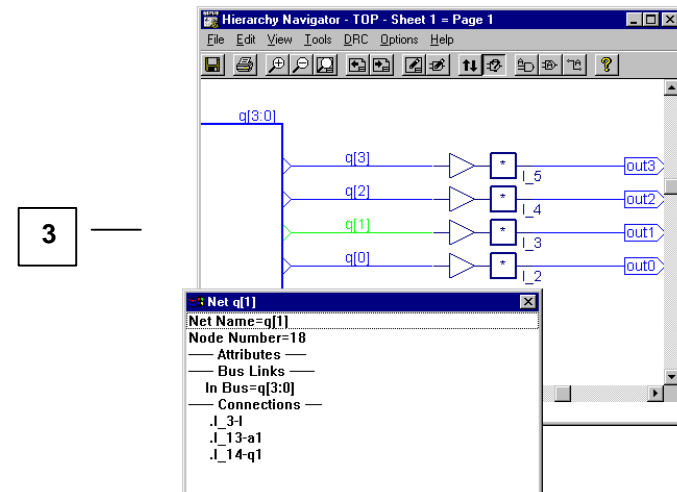 Hierarchy Navigator - TOP - Sheet 1 = Page 1
File Edit View Tools DRC Options Help
q[3:0]
q[3]
*
I_5
out3
q[2]
*
I_4
out2
3
q[1]
*
I_3
out1
q[0]
*
I_2
out0
Net q[1]
Net Name=q[1]
Node Number=18
Attributes
Bus Links
In Bus=q[3:0]
Connections
.I_3-I
.I_13-a1
.I_14-q1